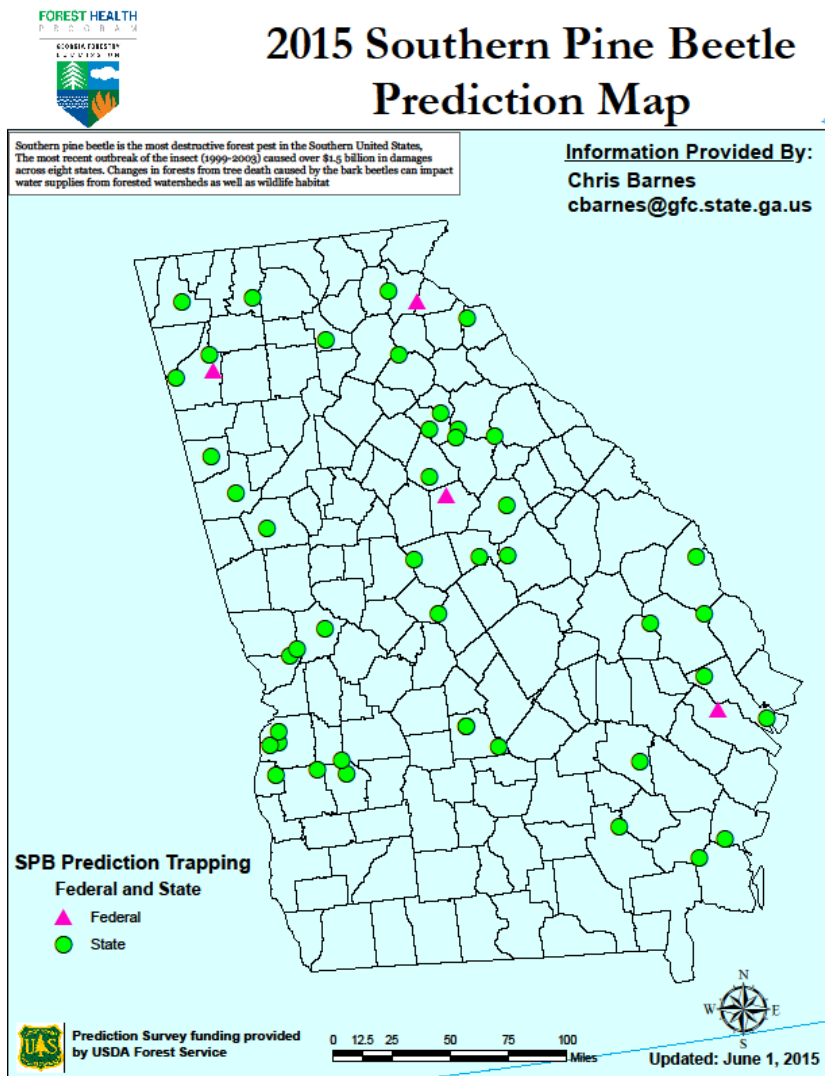 FOREST HEALTH
PROGRAM
GEORGIA FORESTRY
COMMISSION
2015 Southern Pine Beetle
Prediction Map
Southern pine beetle is the most destructive forest pest in the Southern United States,
The most recent outbreak of the insect (1999-2003) caused over $1.5 billion in damages
across eight states. Changes in forests from tree death caused by the bark beetles can impact
water supplies from forested watersheds as well as wildlife habitat
Information Provided By:
Chris Barnes
cbarnes@gfc.state.ga.us
SPB Prediction Trapping
Federal and State
Federal
State
N
W E
S
UAS
Prediction Survey funding provided
by USDA Forest Service
0 12.5 25 50 75 100
Miles
Updated: June 1, 2015